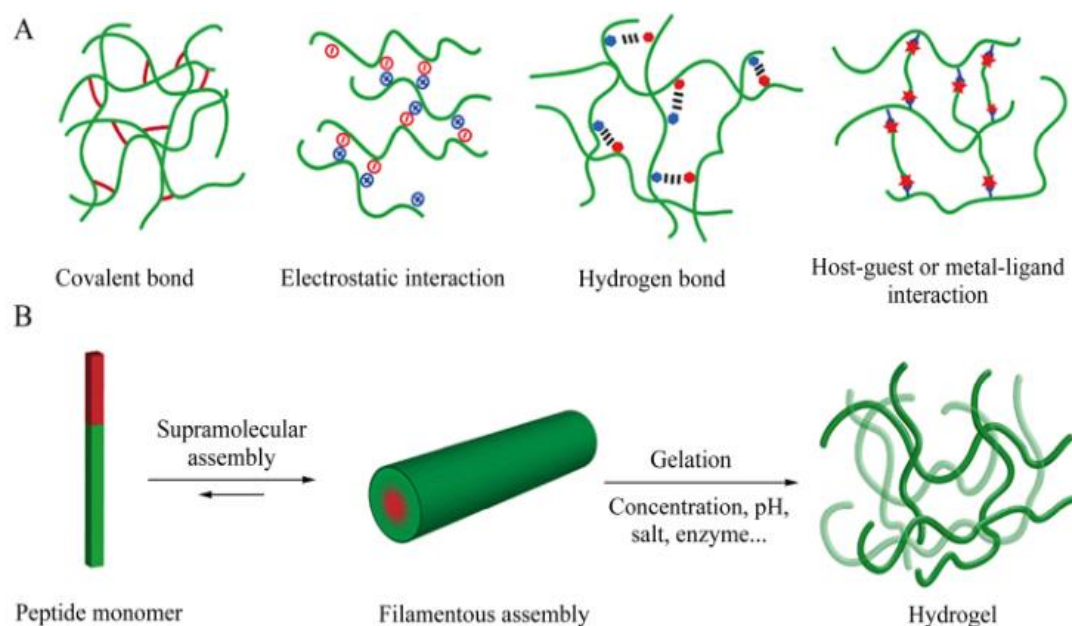 A
Covalent bond
Electrostatic interaction
Hydrogen bond
Host-guest or metal-ligand
interaction
B
Supramolecular
assembly
Gelation
Concentration, pH,
salt, enzyme...
Peptide monomer
Filamentous assembly
Hydrogel